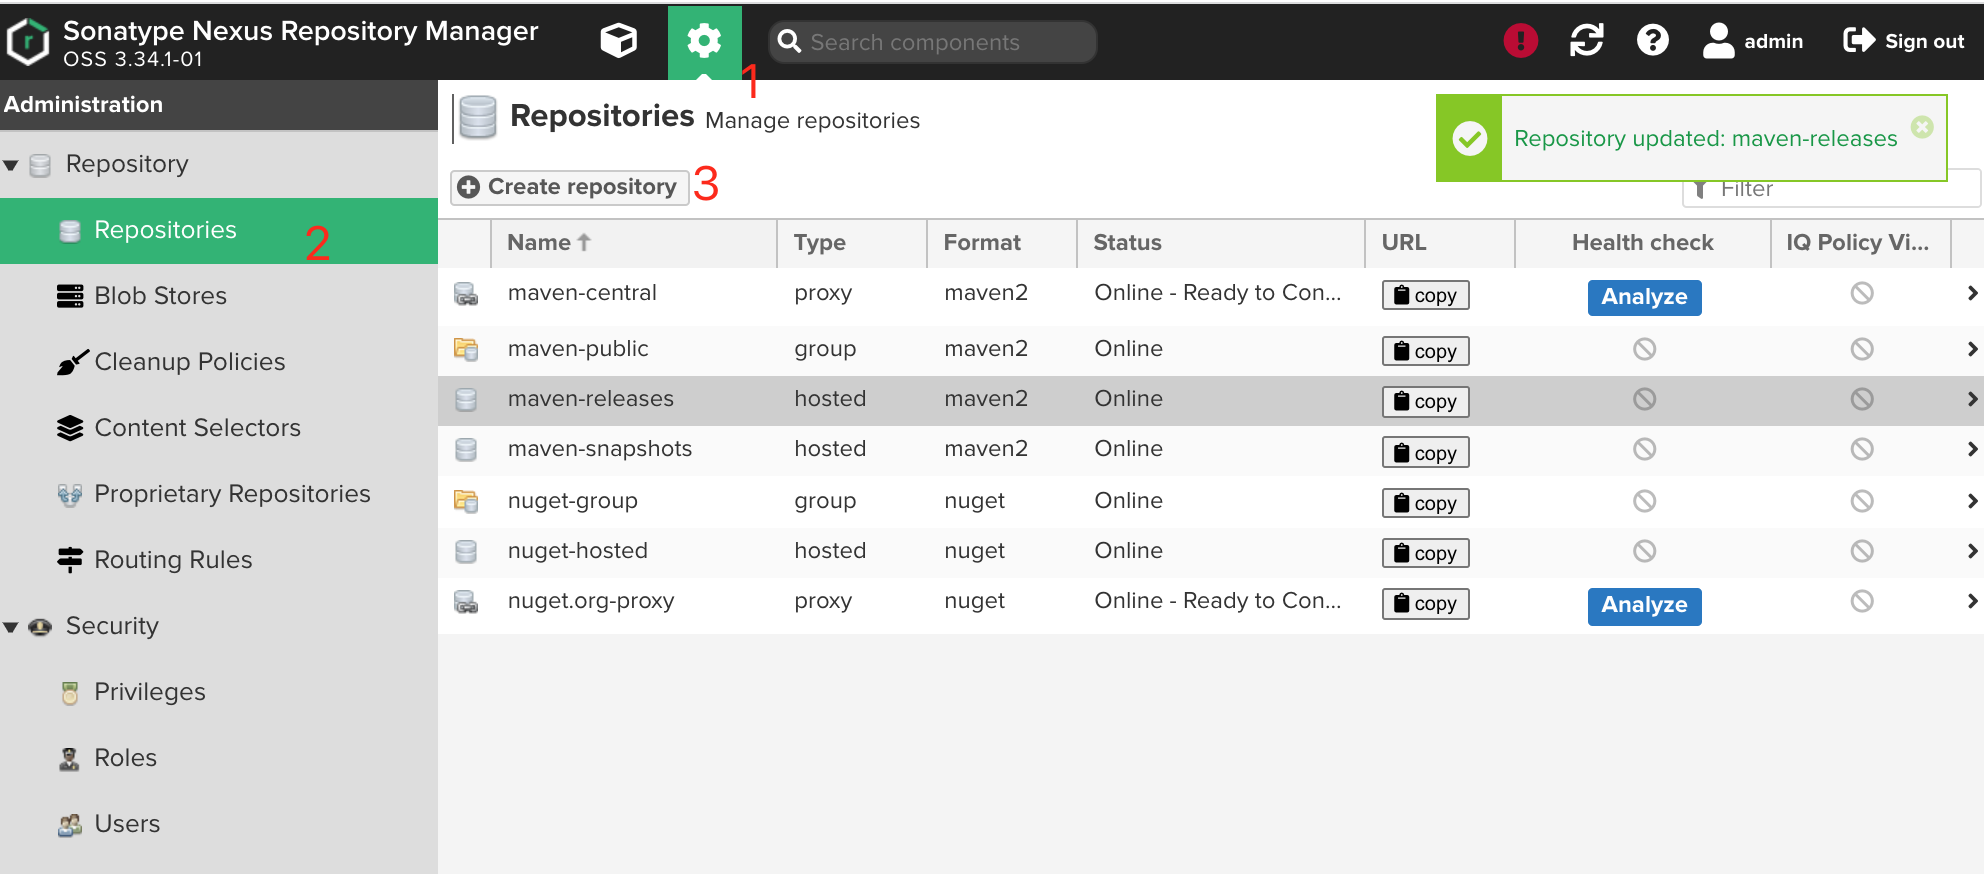 Sonatype Nexus Repository Manager
OSS 3.34.1-01
Search components
admin
Sign out
1
Administration
Repository
Repositories
2
Blob Stores
Cleanup Policies
Content Selectors
Proprietary Repositories
Routing Rules
Security
Privileges
Roles
Users
Repositories Manage repositories
Repository updated: maven-releases
Create repository 3
Filter
Name Type Format Status URL Health check IQ Policy Vi...
maven-central proxy maven2 Online - Ready to Con... copy Analyze
maven-public group maven2 Online copy
maven-releases hosted maven2 Online copy
maven-snapshots hosted maven2 Online copy
nuget-group group nuget Online copy
nuget-hosted hosted nuget Online copy
nuget.org-proxy proxy nuget Online - Ready to Con... copy Analyze